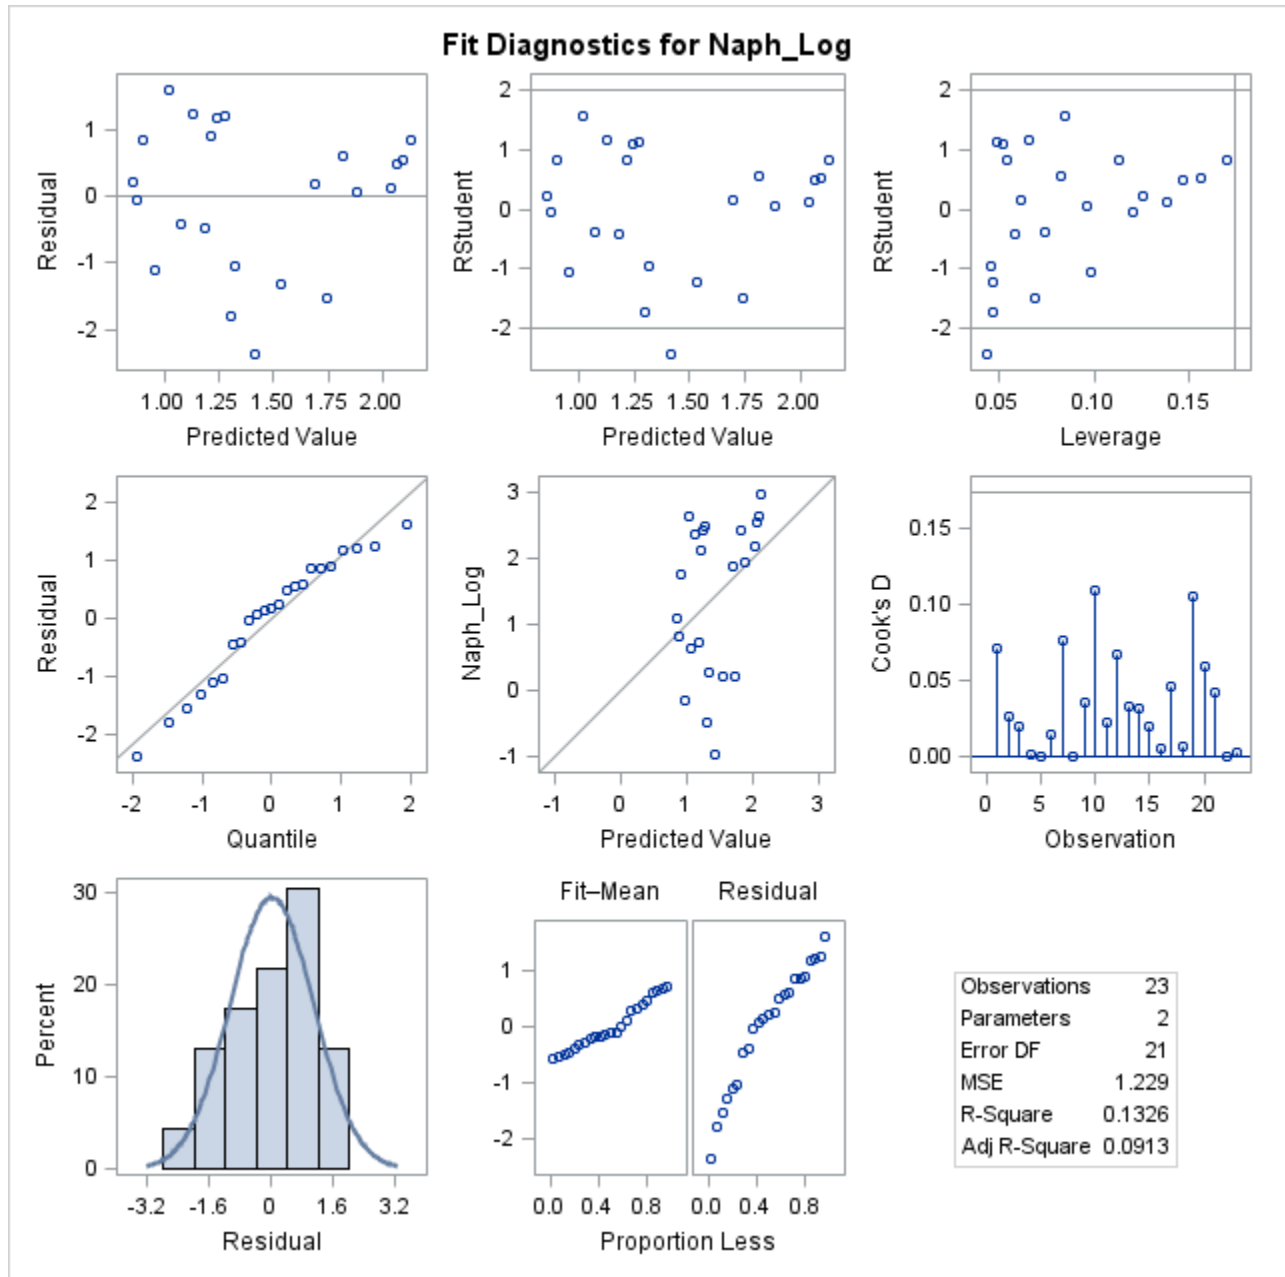 Fit Diagnostics for Naph_Log
Residual
1
0
-1
-2
1.00 1.25 1.50 1.75 2.00
Predicted Value
RStudent
2
1
0
-1
-2
1.00 1.25 1.50 1.75 2.00
Predicted Value
RStudent
2
1
0
-1
-2
0.05 0.10 0.15
Leverage
Residual
2
1
0
-1
-2
-2 -1 0 1 2
Quantile
Naph_Log
3
2
1
0
-1
-1 0 1 2 3
Predicted Value
Cook's D
0.15
0.10
0.05
0.00
0 5 10 15 20
Observation
Percent
30
20
10
0
-3.2 -1.6 0 1.6 3.2
Residual
Fit–Mean Residual
1
0
-1
-2
0.0 0.4 0.8 0.0 0.4 0.8
Proportion Less
Observations 23
Parameters 2
Error DF 21
MSE 1.229
R-Square 0.1326
Adj R-Square 0.0913